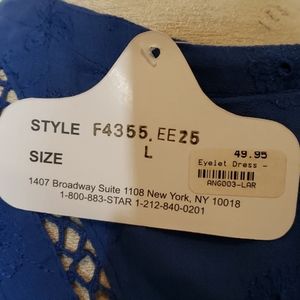 STYLE F4355.EE25
SIZE L
1407 Broadway Suite 1108 New York, NY 10018
1-800-883-STAR 1-212-840-0201
49.95
Eyelet Dress -
ANG003-LAR